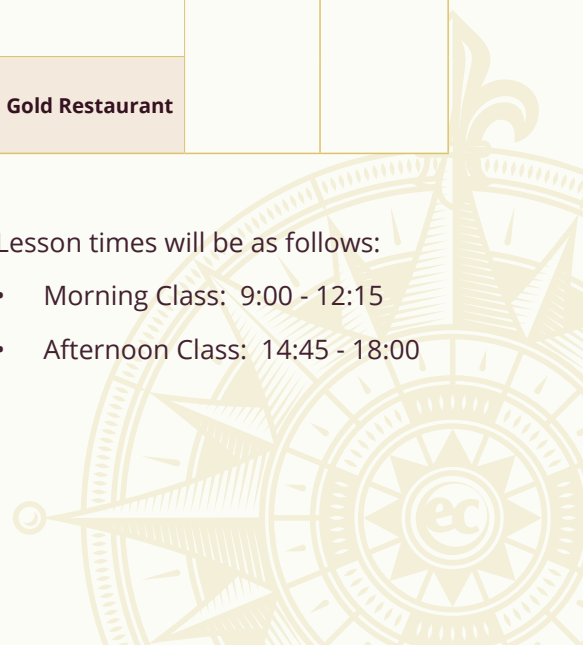 Gold Restaurant
Lesson times will be as follows:
• Morning Class: 9:00 - 12:15
• Afternoon Class: 14:45 - 18:00
ec